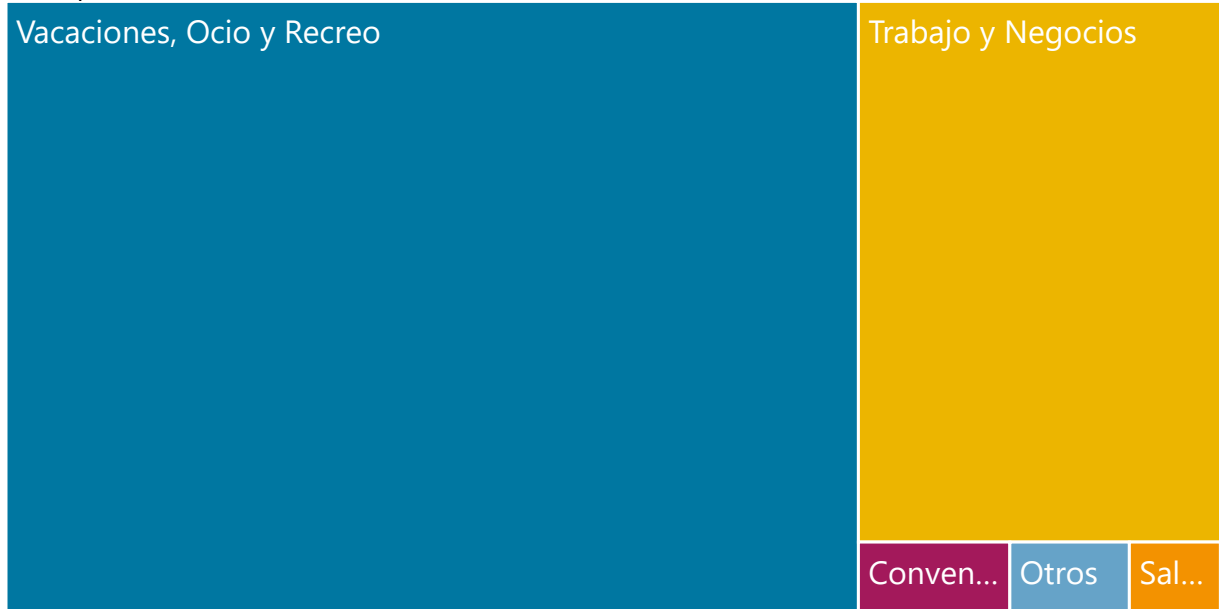 Vacaciones, Ocio y Recreo
Trabajo y Negocios
Conven...
Otros
Sal...